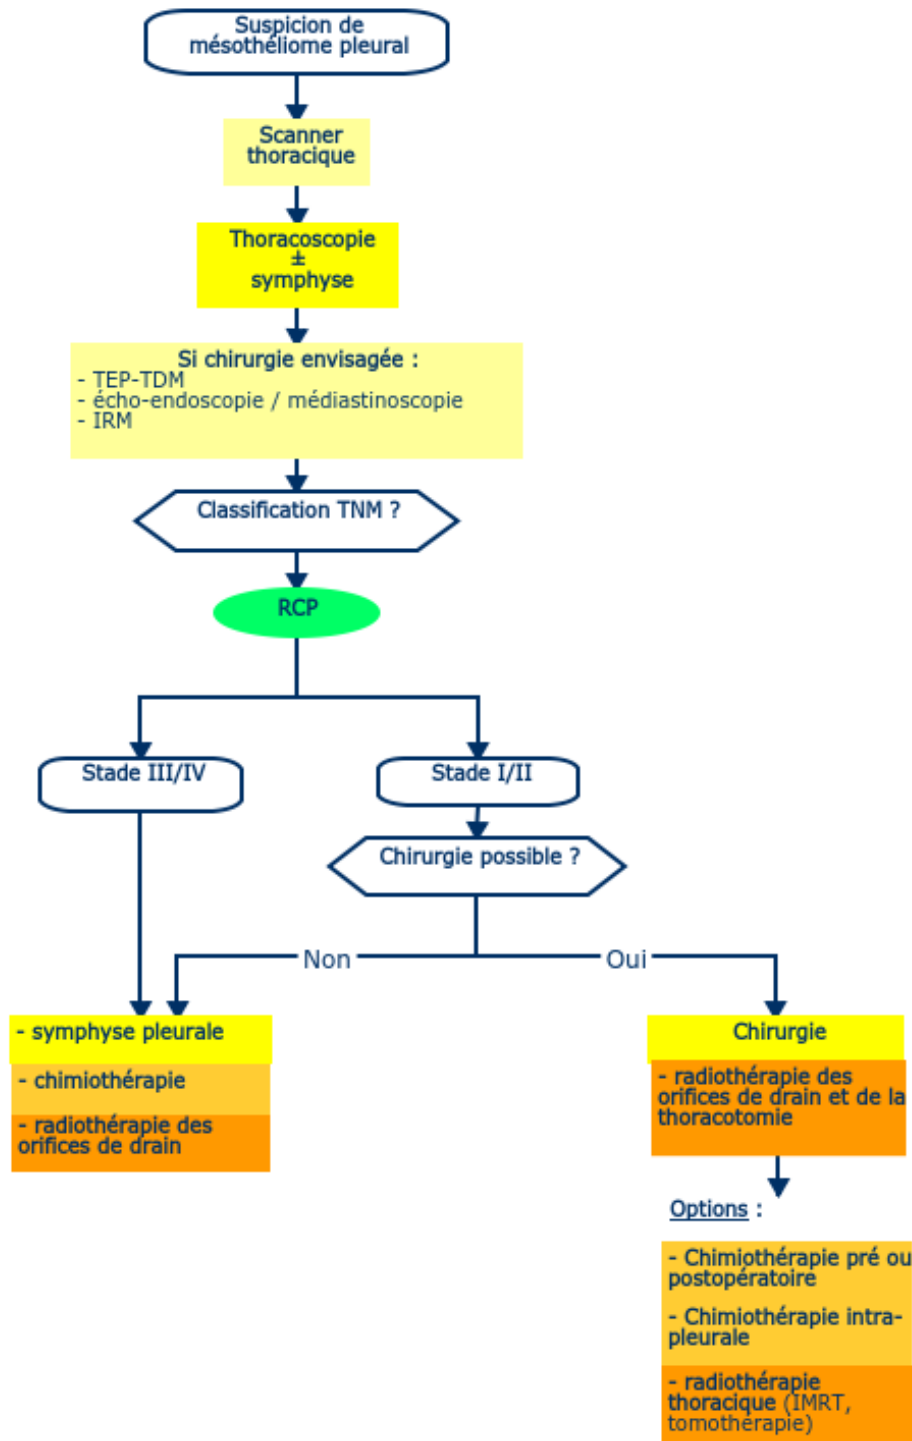 Suspicion de
mésothéliome pleural
Scanner
thoracique
Thoracoscopie
±
symphyse
Si chirurgie envisagée :
- TEP-TDM
- écho-endoscopie / médiastinoscopie
- IRM
Classification TNM ?
RCP
Stade III/IV
Stade I/II
Chirurgie possible ?
Non
Oui
- symphyse pleurale
- chimiothérapie
- radiothérapie des
orifices de drain
Chirurgie
- radiothérapie des
orifices de drain et de la
thoracotomie
Options :
- Chimiothérapie pré ou
postopératoire
- Chimiothérapie intra-
pleurale
- radiothérapie
thoracique (IMRT,
tomothérapie)